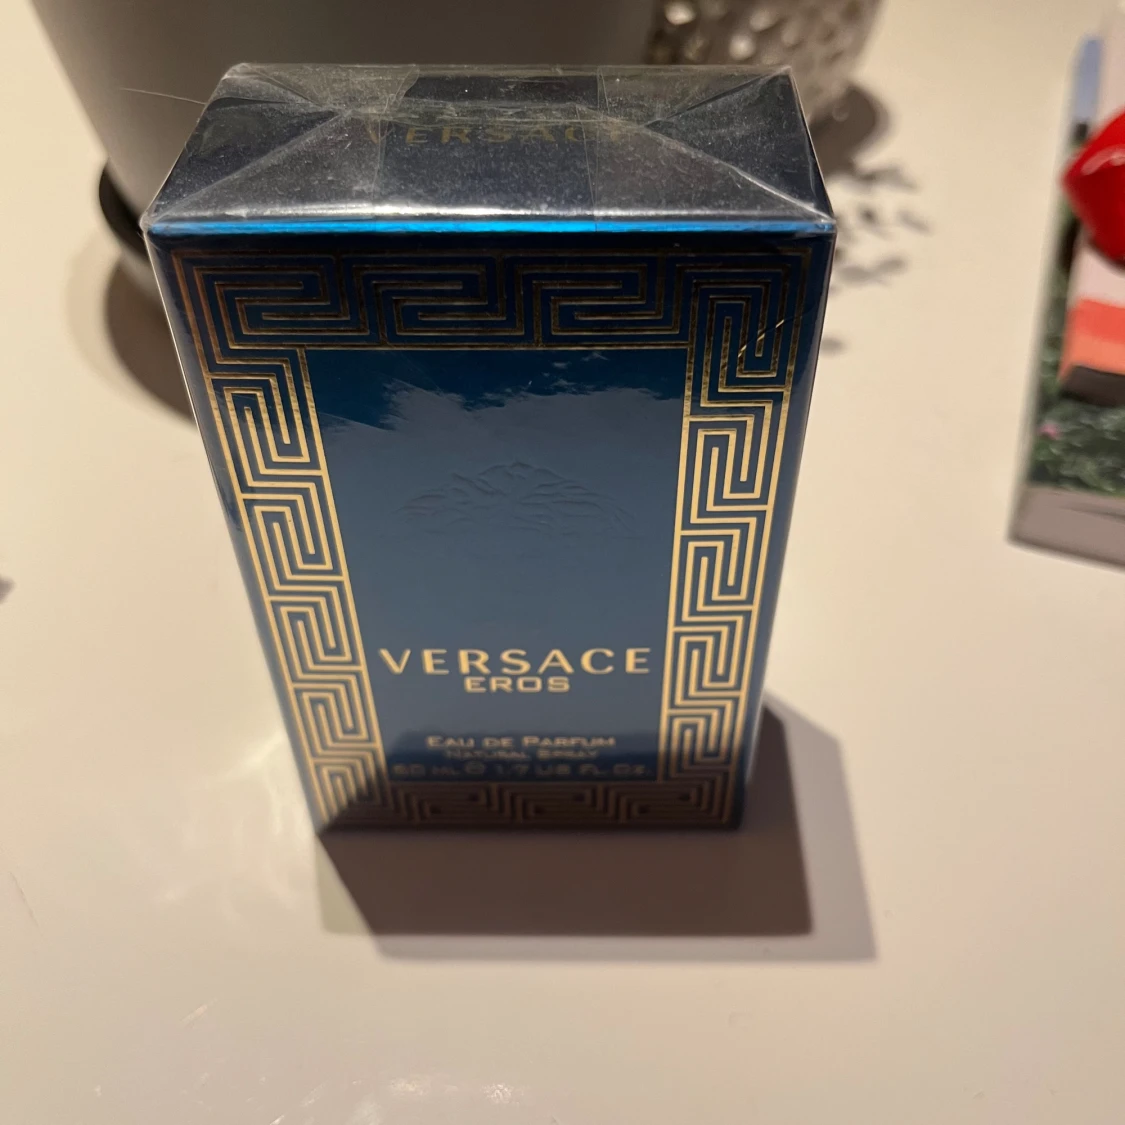 VERSACE
VERSACE
EROS
EAU DE PARFUM
NATURAL SPRAY
50 ML ℮ 1.7 US FL. OZ.